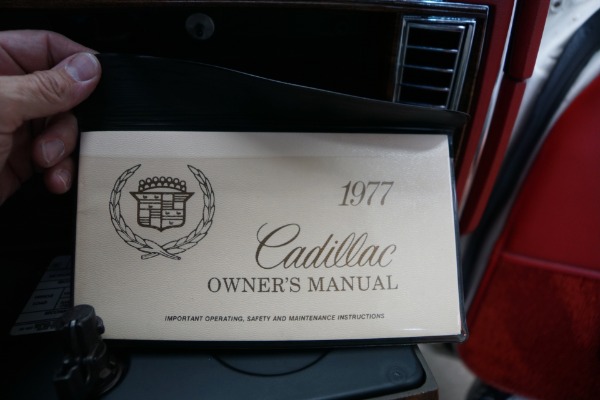 1977
Cadillac
OWNER'S MANUAL
IMPORTANT OPERATING, SAFETY AND MAINTENANCE INSTRUCTIONS